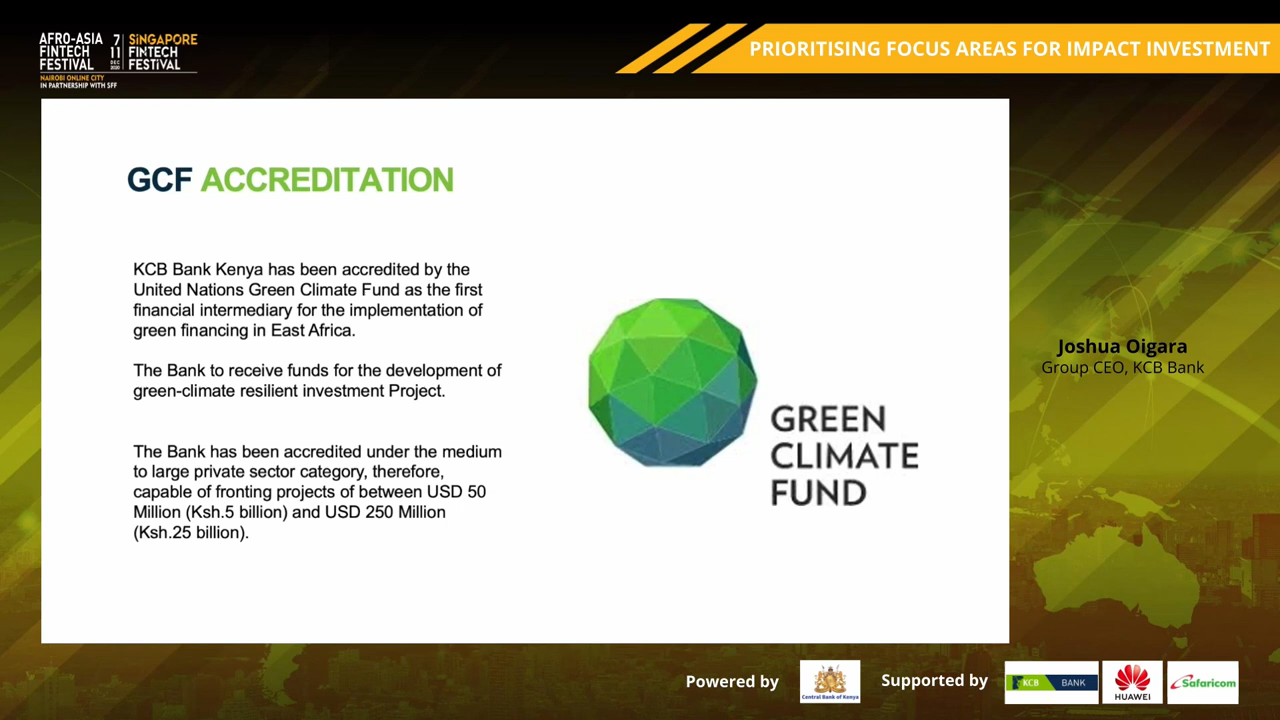 AFRO-ASIA
FINTECH
FESTIVAL
7
11
DEC
2020
SiNGAPORE
FiNTECH
FESTiVAL
NAIROBI ONLINE CITY
IN PARTNERSHIP WITH SFF
PRIORITISING FOCUS AREAS FOR IMPACT INVESTMENT
GCF ACCREDITATION
KCB Bank Kenya has been accredited by the
United Nations Green Climate Fund as the first
financial intermediary for the implementation of
green financing in East Africa.
The Bank to receive funds for the development of
green-climate resilient investment Project.
The Bank has been accredited under the medium
to large private sector category, therefore,
capable of fronting projects of between USD 50
Million (Ksh.5 billion) and USD 250 Million
(Ksh.25 billion).
GREEN
CLIMATE
FUND
Joshua Oigara
Group CEO, KCB Bank
Powered by
Central Bank of Kenya
Supported by
KCB BANK
HUAWEI
Safaricom